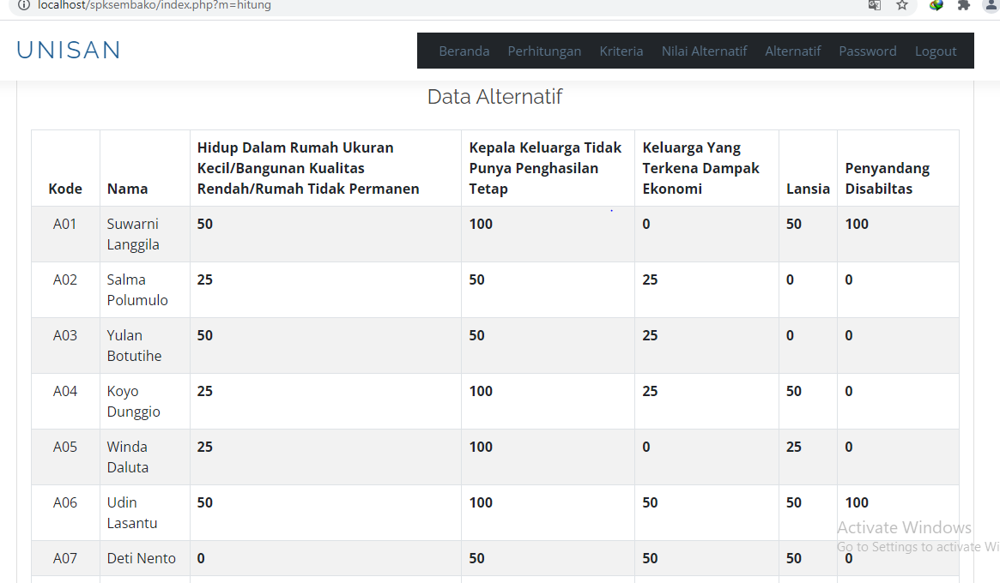 localhost/spksembako/index.php?m=hitung
UNISAN
Beranda Perhitungan Kriteria Nilai Alternatif Alternatif Password Logout
Data Alternatif
Kode Nama Hidup Dalam Rumah Ukuran Kecil/Bangunan Kualitas Rendah/Rumah Tidak Permanen Kepala Keluarga Tidak Punya Penghasilan Tetap Keluarga Yang Terkena Dampak Ekonomi Lansia Penyandang Disabiltas
A01 Suwarni Langgila 50 100 0 50 100
A02 Salma Polumulo 25 50 25 0 0
A03 Yulan Botutihe 50 50 25 0 0
A04 Koyo Dunggio 25 100 25 50 0
A05 Winda Daluta 25 100 0 25 0
A06 Udin Lasantu 50 100 50 50 100
A07 Deti Nento 0 50 50 50 0
Activate Windows
Go to Settings to activate Wi